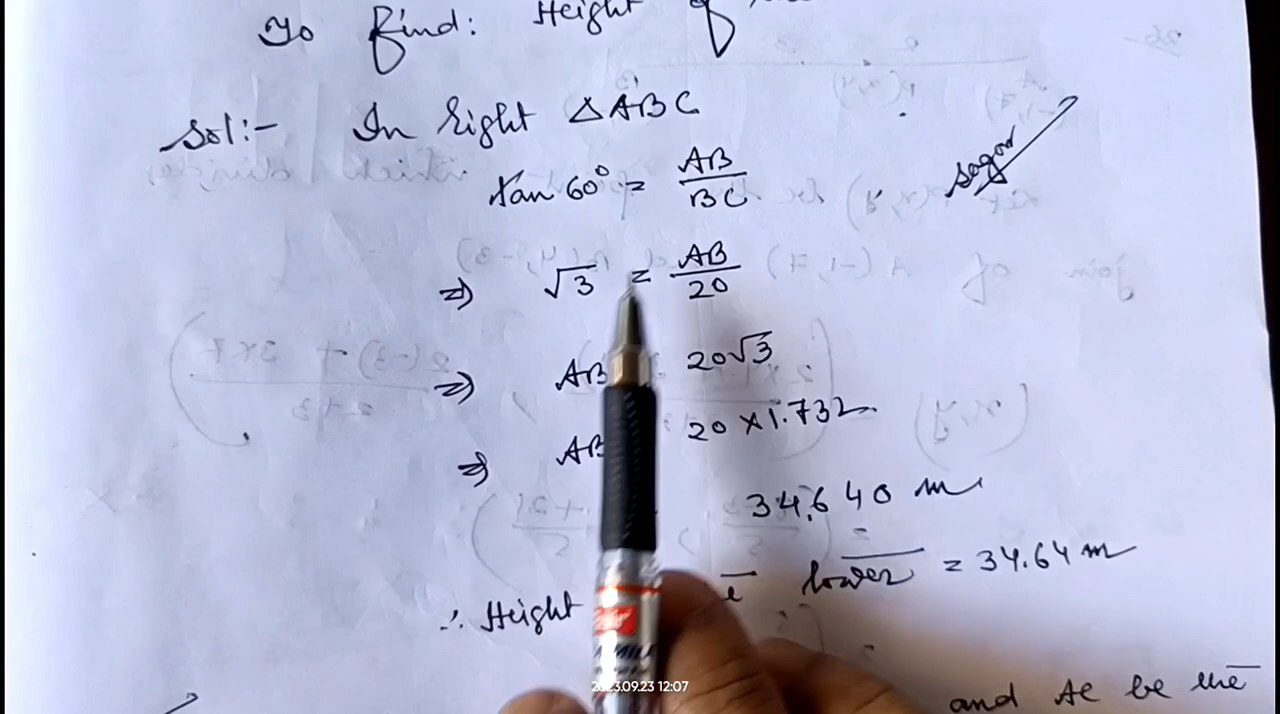 To find: Height of
Sol:- In right △ABC
tan 60° = AB/BC
Sagar
⇒ √3 = AB/20
⇒ AB 20√3
⇒ AB 20 × 1.732
34.640 m
∴ Height tower = 34.64 m
2023.09.23 12:07
and AC be the